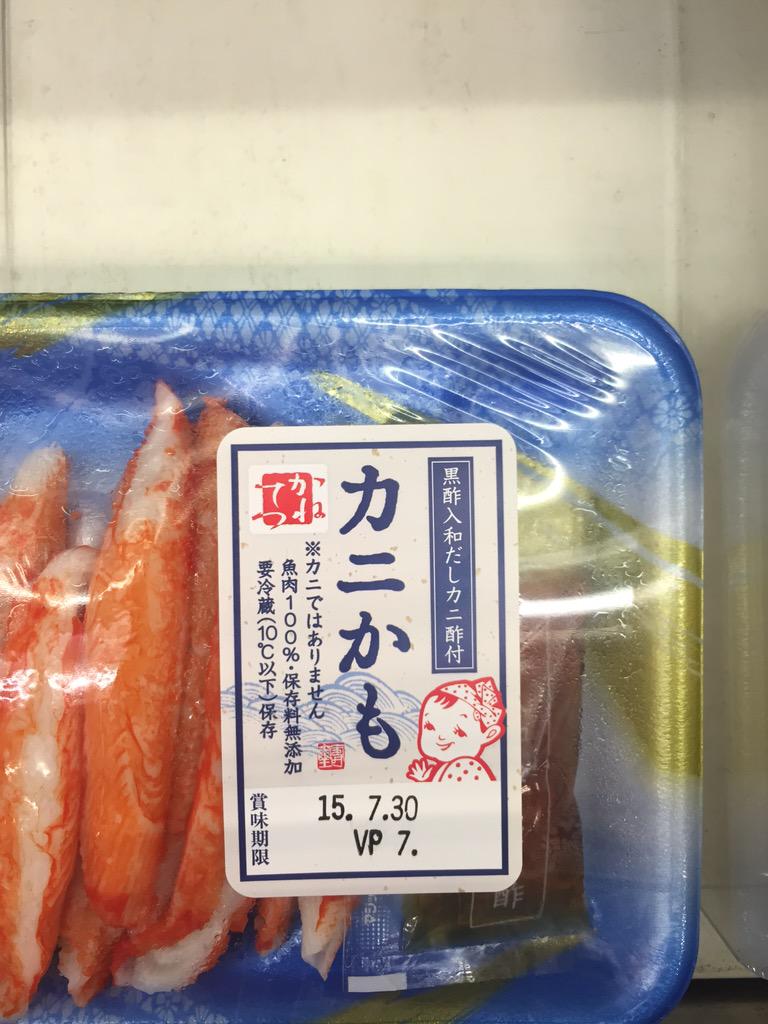 黒酢入和だしカニ酢付
カニかも
かね
てつ
※カニではありません
魚肉100%・保存料無添加
要冷蔵(10℃以下)保存
賞味期限
15. 7.30
VP 7.
酢